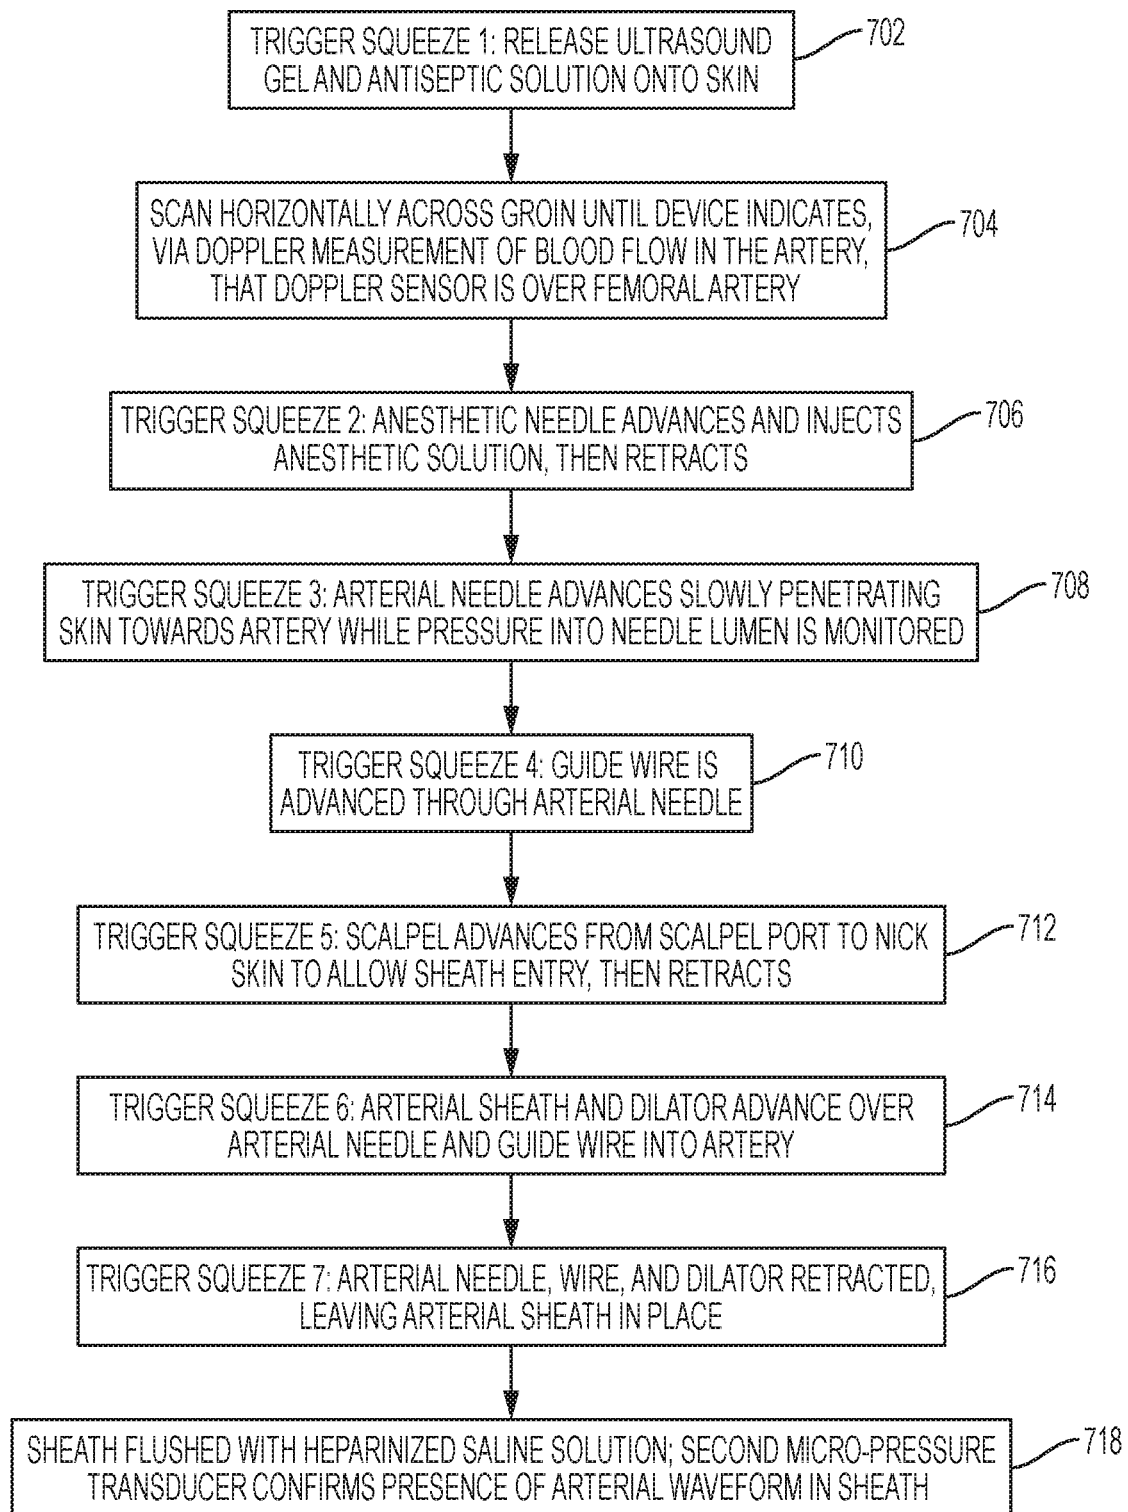 TRIGGER SQUEEZE 1: RELEASE ULTRASOUND
GEL AND ANTISEPTIC SOLUTION ONTO SKIN
702
SCAN HORIZONTALLY ACROSS GROIN UNTIL DEVICE INDICATES,
VIA DOPPLER MEASUREMENT OF BLOOD FLOW IN THE ARTERY,
THAT DOPPLER SENSOR IS OVER FEMORAL ARTERY
704
TRIGGER SQUEEZE 2: ANESTHETIC NEEDLE ADVANCES AND INJECTS
ANESTHETIC SOLUTION, THEN RETRACTS
706
TRIGGER SQUEEZE 3: ARTERIAL NEEDLE ADVANCES SLOWLY PENETRATING
SKIN TOWARDS ARTERY WHILE PRESSURE INTO NEEDLE LUMEN IS MONITORED
708
TRIGGER SQUEEZE 4: GUIDE WIRE IS
ADVANCED THROUGH ARTERIAL NEEDLE
710
TRIGGER SQUEEZE 5: SCALPEL ADVANCES FROM SCALPEL PORT TO NICK
SKIN TO ALLOW SHEATH ENTRY, THEN RETRACTS
712
TRIGGER SQUEEZE 6: ARTERIAL SHEATH AND DILATOR ADVANCE OVER
ARTERIAL NEEDLE AND GUIDE WIRE INTO ARTERY
714
TRIGGER SQUEEZE 7: ARTERIAL NEEDLE, WIRE, AND DILATOR RETRACTED,
LEAVING ARTERIAL SHEATH IN PLACE
716
SHEATH FLUSHED WITH HEPARINIZED SALINE SOLUTION; SECOND MICRO-PRESSURE
TRANSDUCER CONFIRMS PRESENCE OF ARTERIAL WAVEFORM IN SHEATH
718